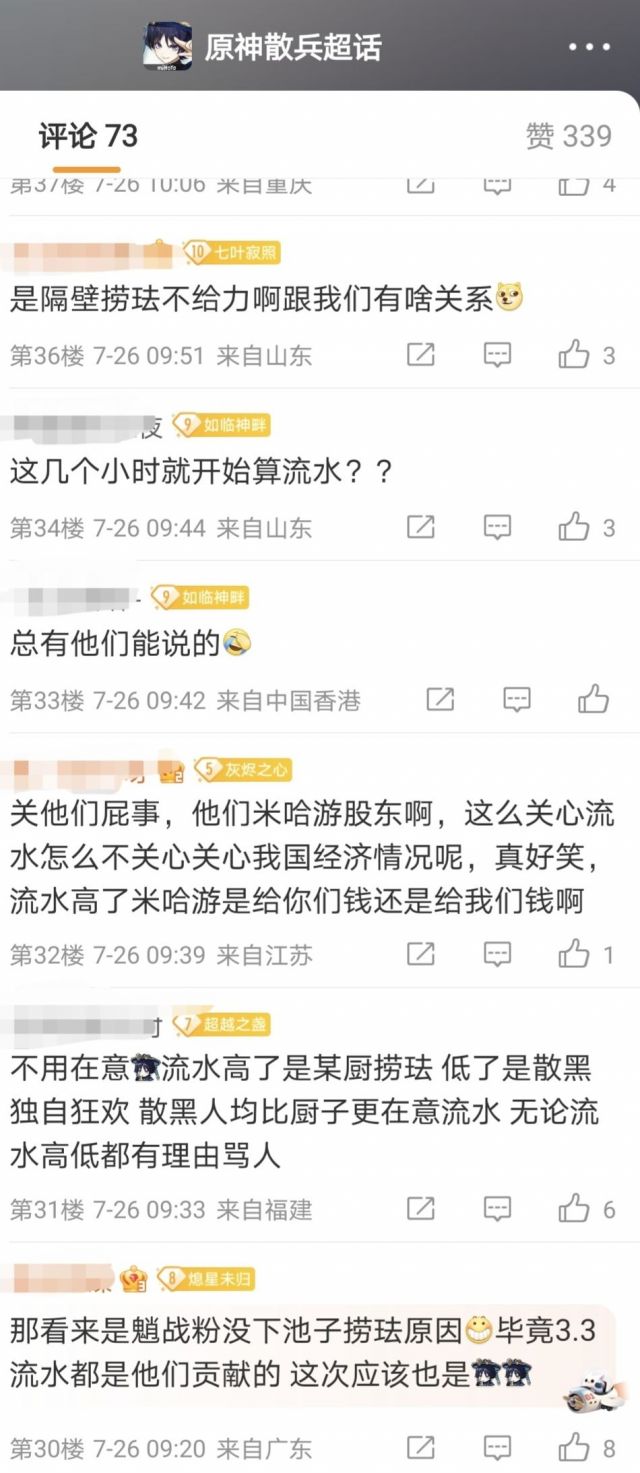 原神散兵超话
评论 73
赞 339
第37楼 7-26 10:06 来自重庆
4
10 七叶寂照
是隔壁捞珐不给力啊跟我们有啥关系
第36楼 7-26 09:51 来自山东
3
夜
9 如临神畔
这几个小时就开始算流水？？
第34楼 7-26 09:44 来自山东
3
9 如临神畔
总有他们能说的
第33楼 7-26 09:42 来自中国香港
5 灰烬之心
关他们屁事，他们米哈游股东啊，这么关心流
水怎么不关心关心我国经济情况呢，真好笑，
流水高了米哈游是给你们钱还是给我们钱啊
第32楼 7-26 09:39 来自江苏
1
7 超越之盏
不用在意流水高了是某厨捞珐 低了是散黑
独自狂欢 散黑人均比厨子更在意流水 无论流
水高低都有理由骂人
第31楼 7-26 09:33 来自福建
6
8 熄星未归
那看来是魈战粉没下池子捞珐原因毕竟3.3
流水都是他们贡献的 这次应该也是
第30楼 7-26 09:20 来自广东
8